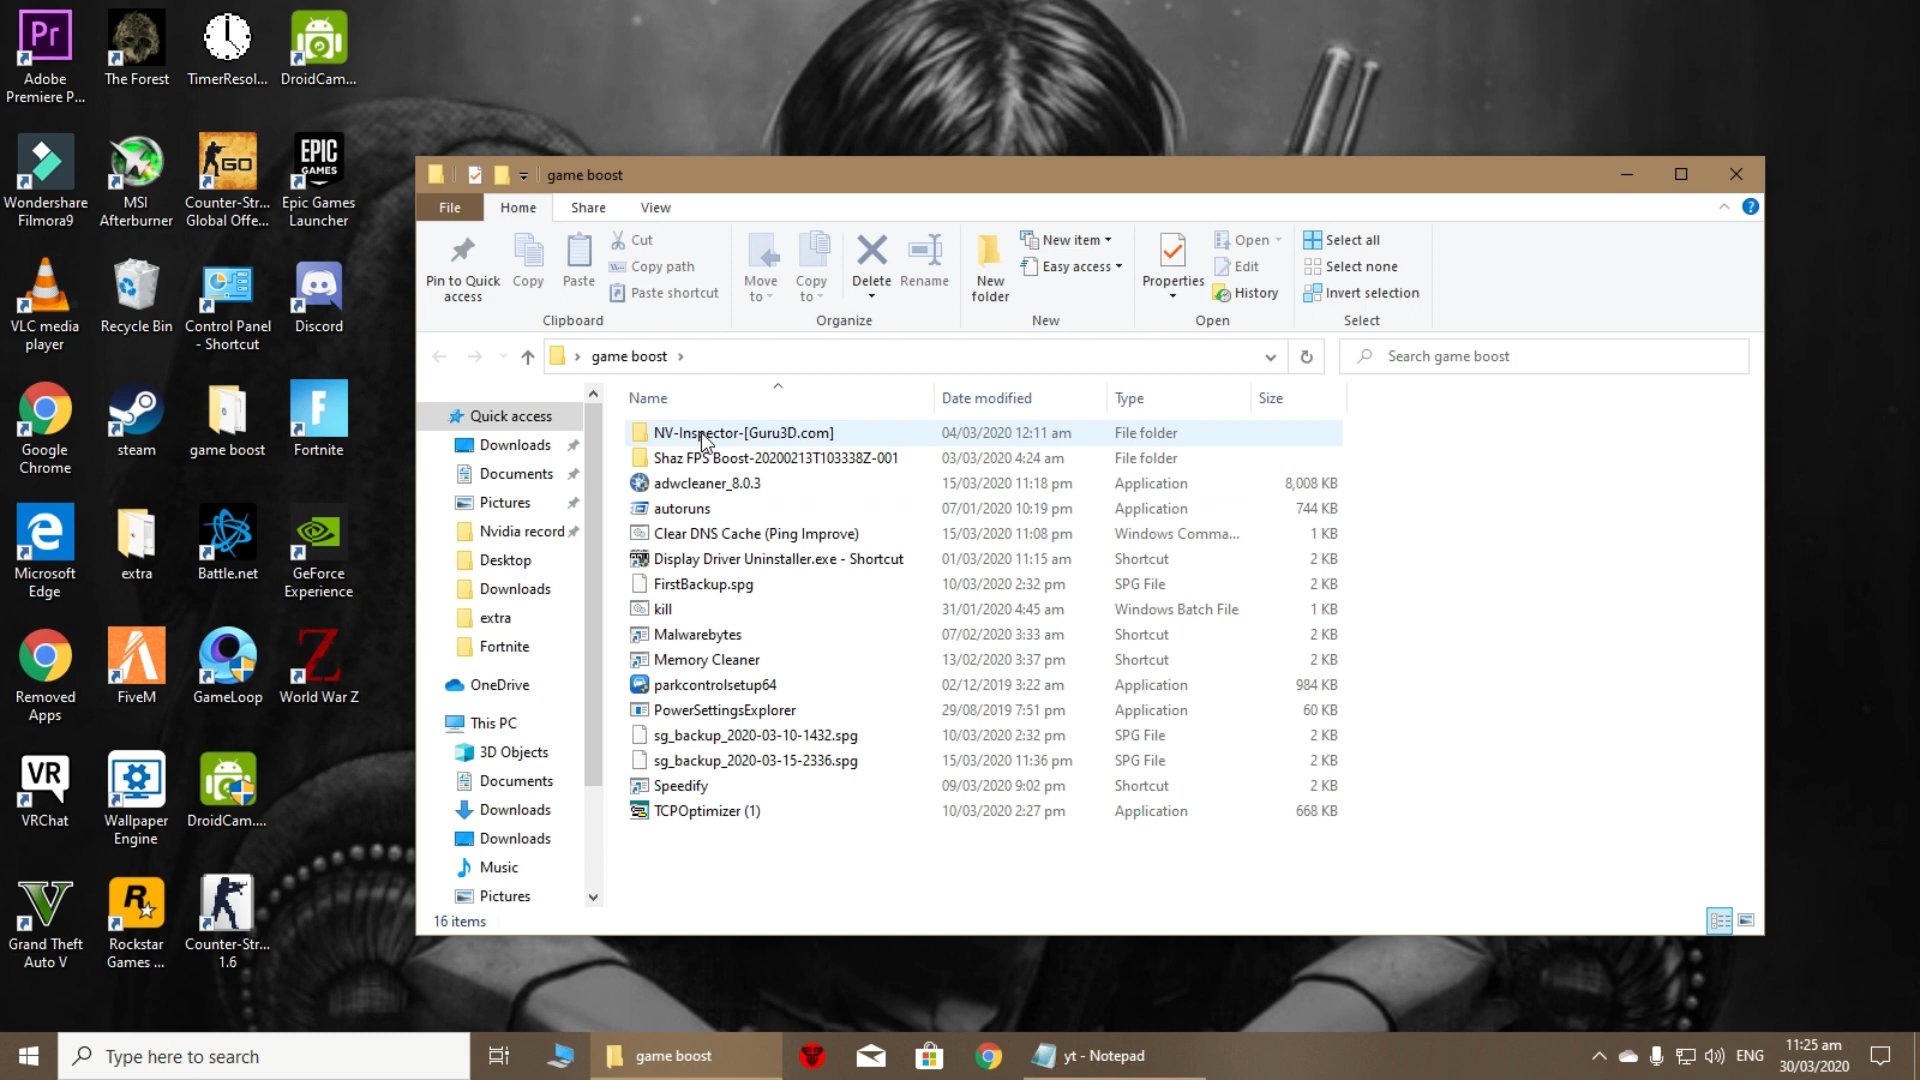 Pr
Adobe
Premiere P...
The Forest
TimerResol...
DroidCam...
Wondershare
Filmora9
MSI
Afterburner
GO
Counter-Str...
Global Offe...
EPIC
GAMES
Epic Games
Launcher
VLC media
player
Recycle Bin
Control Panel
- Shortcut
Discord
Google
Chrome
steam
game boost
F
Fortnite
Microsoft
Edge
extra
Battle.net
GeForce
Experience
Removed
Apps
FiveM
GameLoop
Z
World War Z
VR
VRChat
Wallpaper
Engine
DroidCam....
V
Grand Theft
Auto V
R
Rockstar
Games ...
Counter-Str...
1.6
game boost
File
Home
Share
View
Pin to Quick
access
Copy
Paste
Cut
Copy path
Paste shortcut
Clipboard
Move
to
Copy
to
Delete
Rename
Organize
New
folder
New item
Easy access
New
Properties
Open
Edit
History
Open
Select all
Select none
Invert selection
Select
game boost
Search game boost
Quick access
Downloads
Documents
Pictures
Nvidia record
Desktop
Downloads
extra
Fortnite
OneDrive
This PC
3D Objects
Documents
Downloads
Downloads
Music
Pictures
Name Date modified Type Size
NV-Inspector-[Guru3D.com] 04/03/2020 12:11 am File folder
Shaz FPS Boost-20200213T103338Z-001 03/03/2020 4:24 am File folder
adwcleaner_8.0.3 15/03/2020 11:18 pm Application 8,008 KB
autoruns 07/01/2020 10:19 pm Application 744 KB
Clear DNS Cache (Ping Improve) 15/03/2020 11:08 pm Windows Comma... 1 KB
Display Driver Uninstaller.exe - Shortcut 01/03/2020 11:15 am Shortcut 2 KB
FirstBackup.spg 10/03/2020 2:32 pm SPG File 2 KB
kill 31/01/2020 4:45 am Windows Batch File 1 KB
Malwarebytes 07/02/2020 3:33 am Shortcut 2 KB
Memory Cleaner 13/02/2020 3:37 pm Shortcut 2 KB
parkcontrolsetup64 02/12/2019 3:22 am Application 984 KB
PowerSettingsExplorer 29/08/2019 7:51 pm Application 60 KB
sg_backup_2020-03-10-1432.spg 10/03/2020 2:32 pm SPG File 2 KB
sg_backup_2020-03-15-2336.spg 15/03/2020 11:36 pm SPG File 2 KB
Speedify 09/03/2020 9:02 pm Shortcut 2 KB
TCPOptimizer (1) 10/03/2020 2:27 pm Application 668 KB
16 items
Type here to search
game boost
yt - Notepad
ENG
11:25 am
30/03/2020